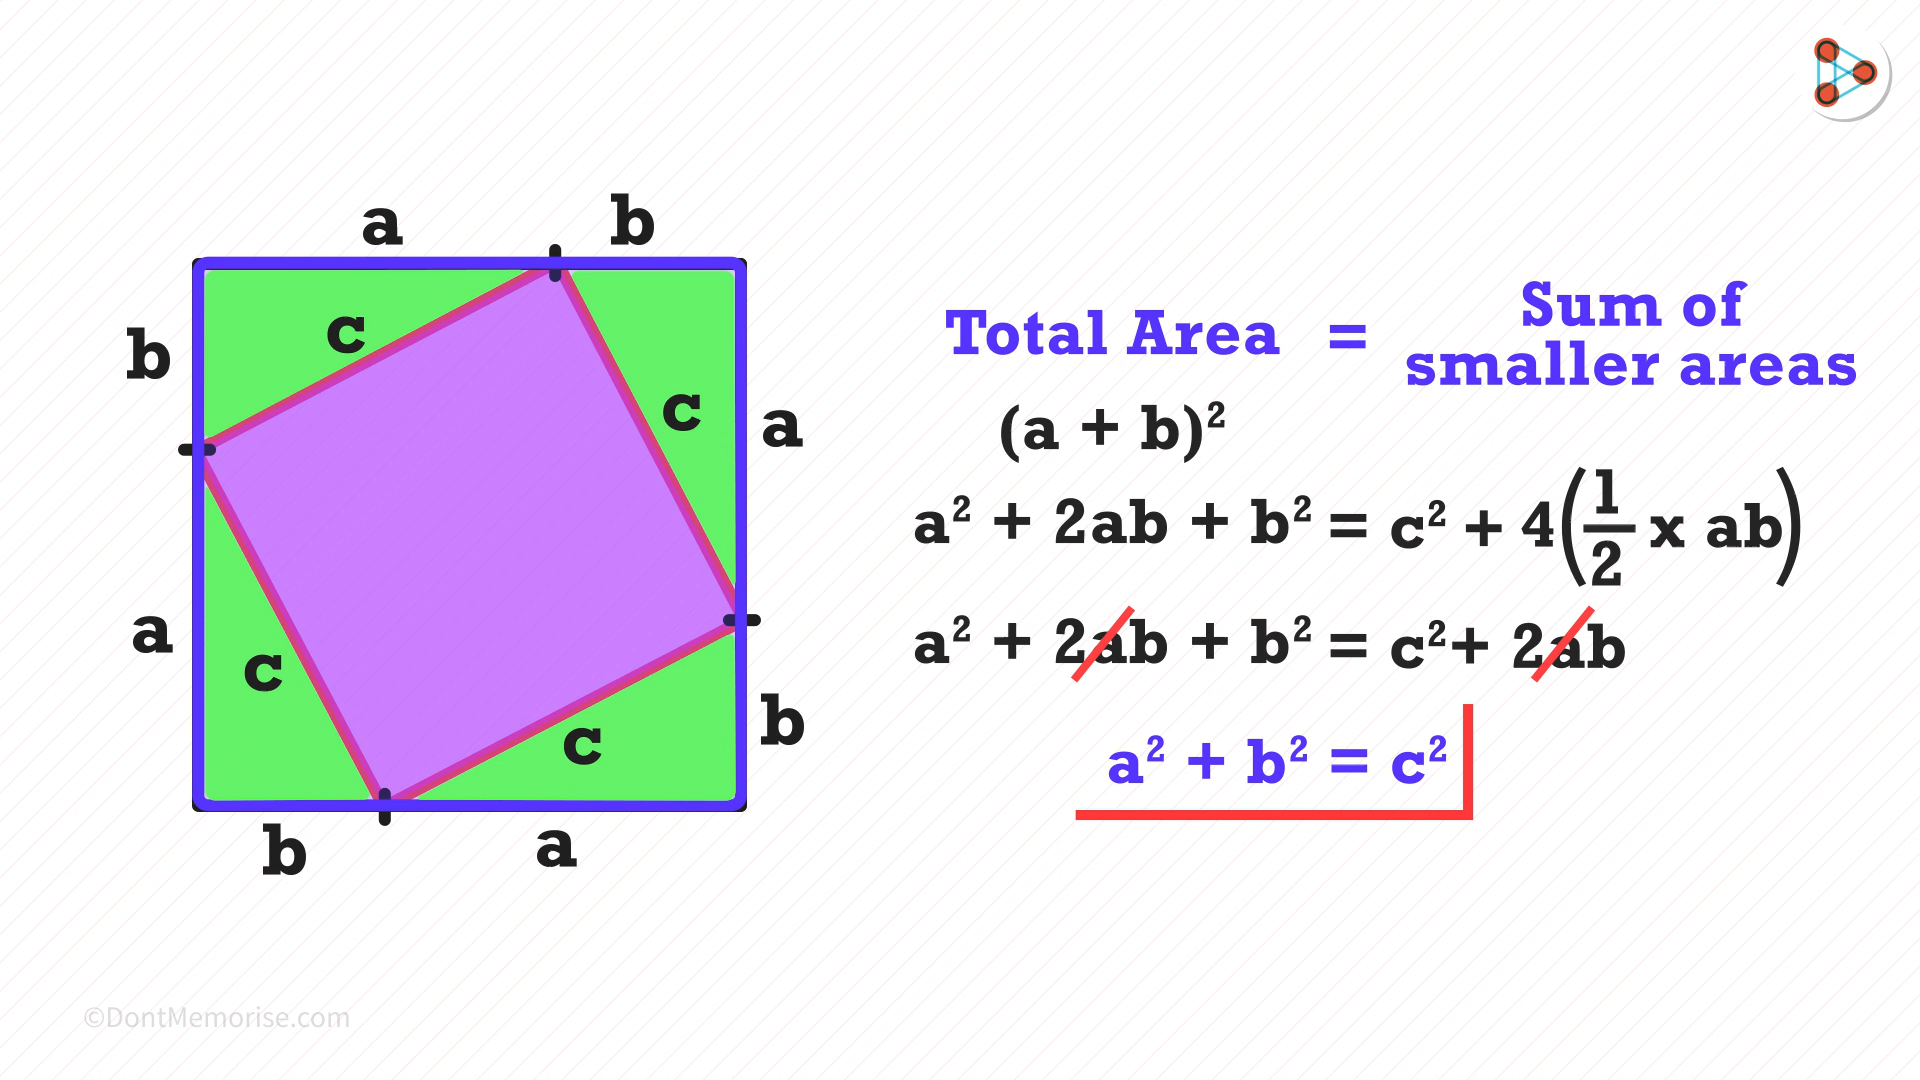 a b
b c
c a
a c
c b
b a
Total Area = Sum of smaller areas
(a + b)²
a² + 2ab + b² = c² + 4(1/2 x ab)
a² + 2ab + b² = c² + 2ab
a² + b² = c²
©DontMemorise.com